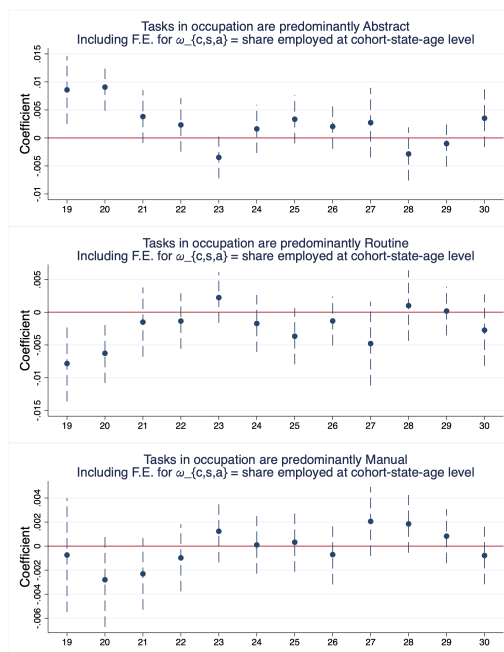 Tasks in occupation are predominantly Abstract
Including F.E. for ω_{c,s,a} = share employed at cohort-state-age level
Coefficient
.015
.01
.005
0
-.005
-.01
19 20 21 22 23 24 25 26 27 28 29 30
Tasks in occupation are predominantly Routine
Including F.E. for ω_{c,s,a} = share employed at cohort-state-age level
Coefficient
.005
0
-.005
-.01
-.015
19 20 21 22 23 24 25 26 27 28 29 30
Tasks in occupation are predominantly Manual
Including F.E. for ω_{c,s,a} = share employed at cohort-state-age level
Coefficient
.004
.002
0
-.002
-.004
-.006
19 20 21 22 23 24 25 26 27 28 29 30